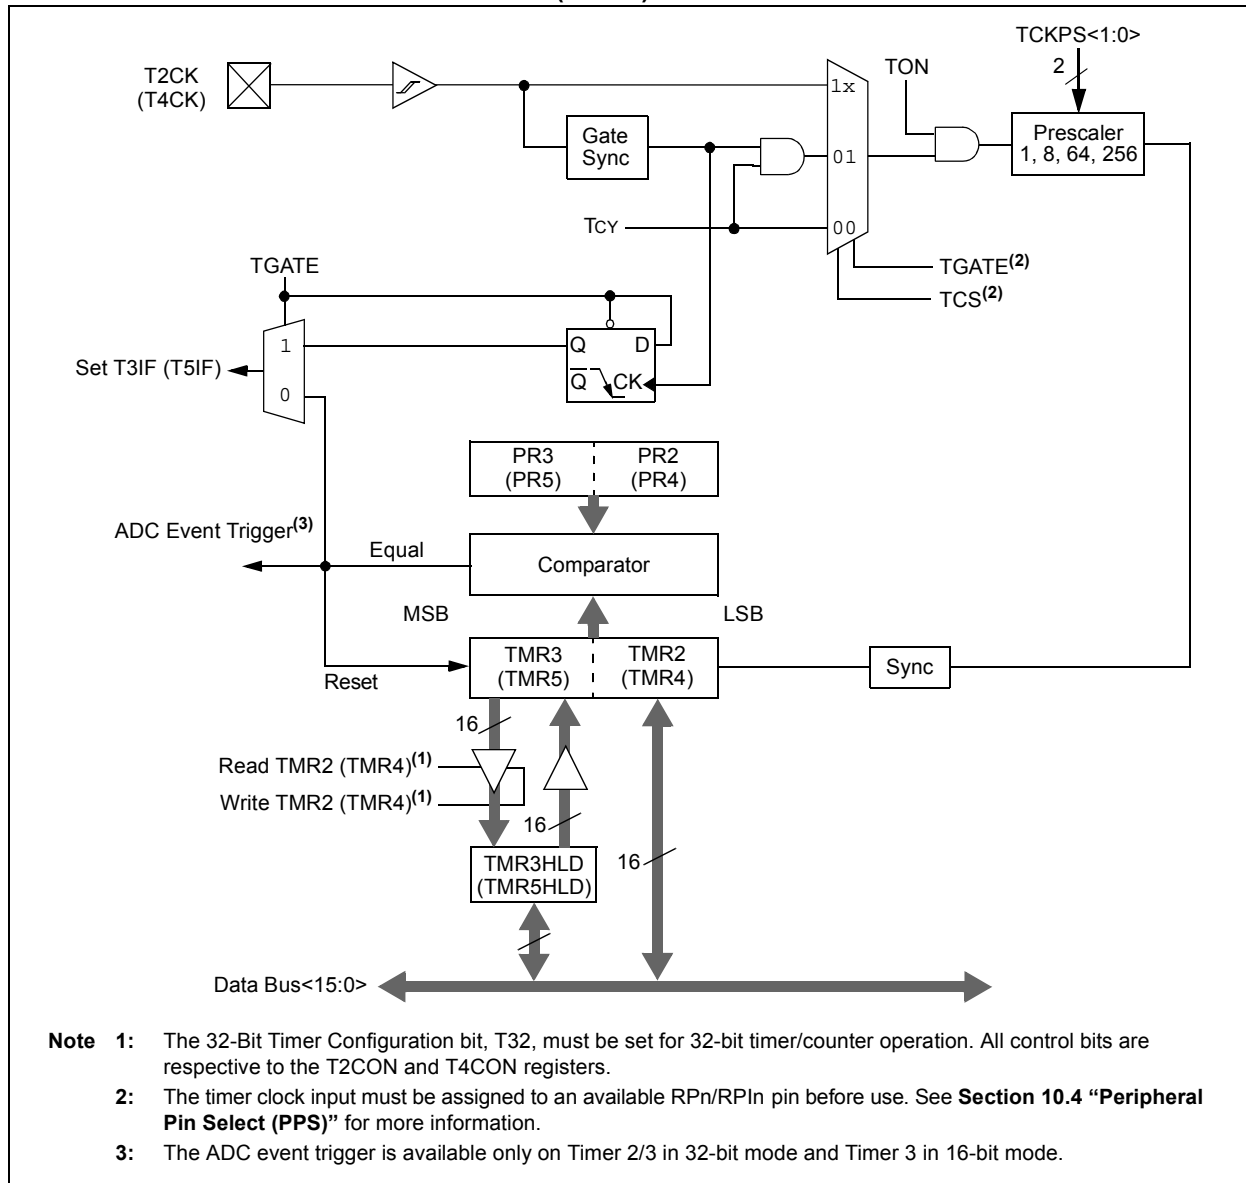 TCKPS<1:0>
2
T2CK
(T4CK)
TON
1x
Gate
Sync
01
Prescaler
1, 8, 64, 256
TCY
00
TGATE
TGATE(2)
TCS(2)
1
Q D
Set T3IF (T5IF)
Q CK
0
PR3
(PR5)
PR2
(PR4)
ADC Event Trigger(3)
Equal
Comparator
MSB
LSB
TMR3
(TMR5)
TMR2
(TMR4)
Sync
Reset
16
Read TMR2 (TMR4)(1)
Write TMR2 (TMR4)(1)
16
16
TMR3HLD
(TMR5HLD)
Data Bus<15:0>
Note 1: The 32-Bit Timer Configuration bit, T32, must be set for 32-bit timer/counter operation. All control bits are
respective to the T2CON and T4CON registers.
2: The timer clock input must be assigned to an available RPn/RPIn pin before use. See Section 10.4 “Peripheral
Pin Select (PPS)” for more information.
3: The ADC event trigger is available only on Timer 2/3 in 32-bit mode and Timer 3 in 16-bit mode.